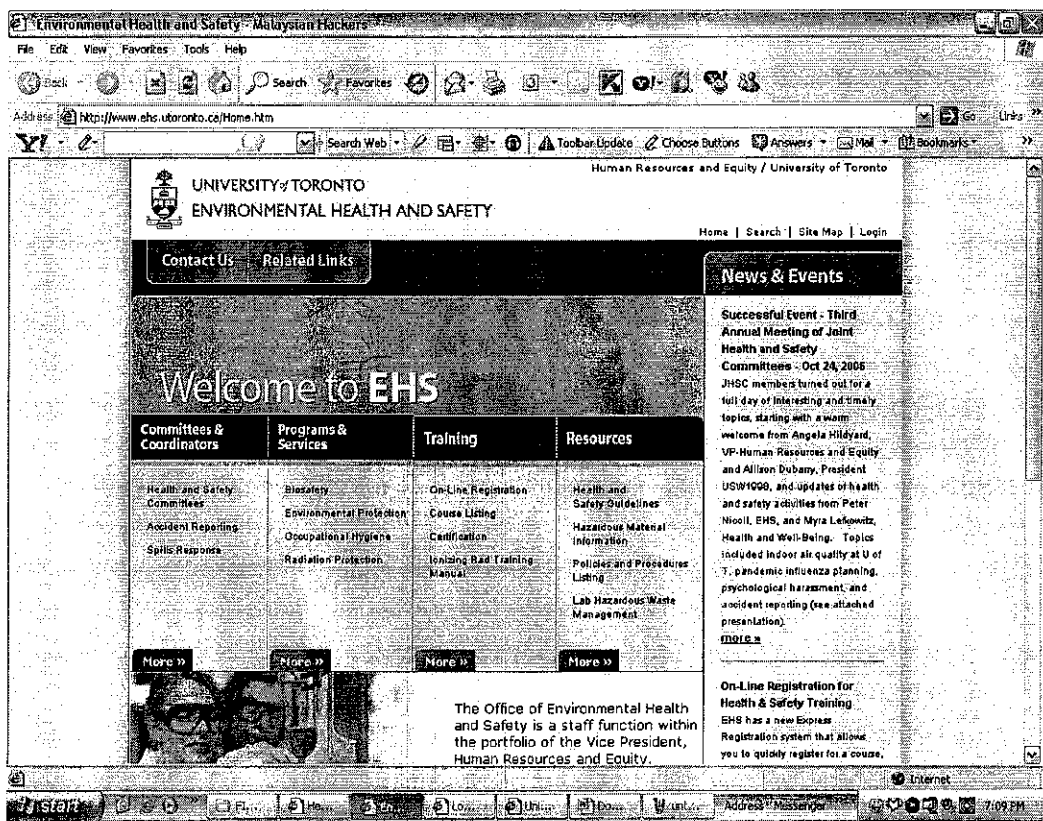 Environmental Health and Safety - Malaysian Hackers
File Edit View Favorites Tools Help
Back Search Favorites
Address http://www.ehs.utoronto.ca/Home.htm Go Links »
Y! Search Web Toolbar Update Choose Buttons Answers Mail Bookmarks »
Human Resources and Equity / University of Toronto
UNIVERSITY of TORONTO
ENVIRONMENTAL HEALTH AND SAFETY
Home | Search | Site Map | Login
Contact Us Related Links
News & Events
Welcome to EHS
Committees & Coordinators
Health and Safety Committees
Accident Reporting
Spills Response
More »
Programs & Services
Biosafety
Environmental Protection
Occupational Hygiene
Radiation Protection
More »
Training
On-Line Registration
Course Listing
Certification
Ionizing Rad Training Manual
More »
Resources
Health and Safety Guidelines
Hazardous Material Information
Policies and Procedures Listing
Lab Hazardous Waste Management
More »
Successful Event - Third
Annual Meeting of Joint
Health and Safety
Committees - Oct 24, 2006
JHSC members turned out for a
full day of interesting and timely
topics, starting with a warm
welcome from Angela Hildyard,
VP-Human Resources and Equity
and Allison Dubarry, President
USW1998, and updates of health
and safety activities from Peter
Nicoll, EHS, and Myra Lefkowitz,
Health and Well-Being. Topics
included indoor air quality at U of
T, pandemic influenza planning,
psychological harassment, and
accident reporting (see attached
presentation).
more »
On-Line Registration for
Health & Safety Training
EHS has a new Express
Registration system that allows
you to quickly register for a course,
The Office of Environmental Health
and Safety is a staff function within
the portfolio of the Vice President,
Human Resources and Equity.
Internet
start Address Messenger 7:09 PM